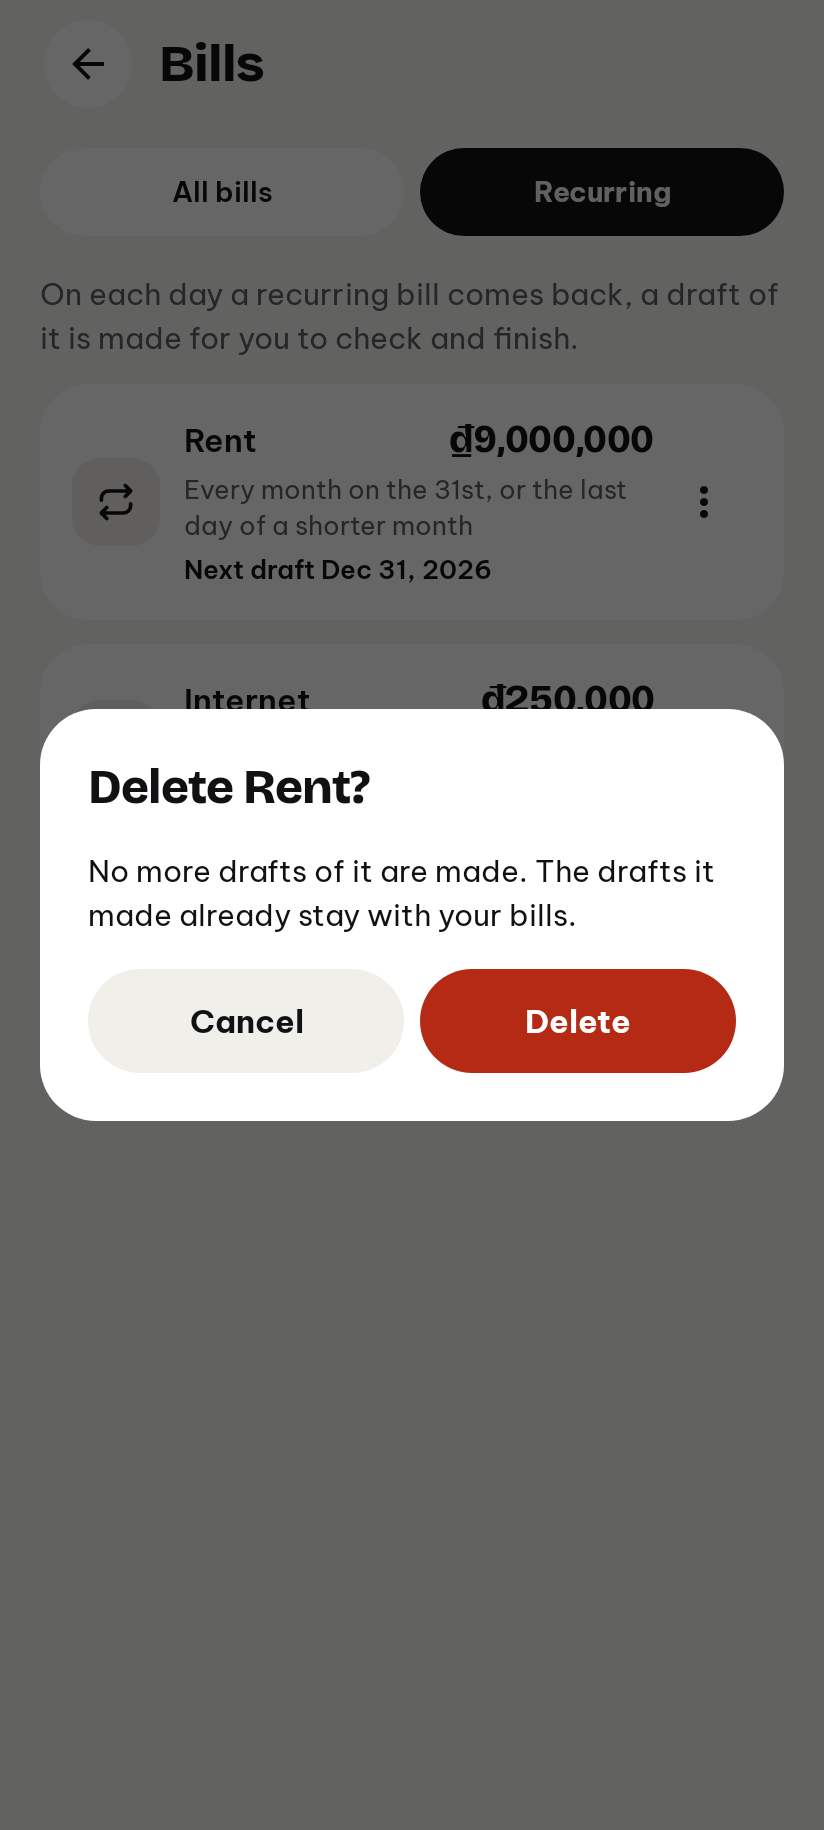 Bills
All bills
Recurring
On each day a recurring bill comes back, a draft of
it is made for you to check and finish.
Rent
₫9,000,000
Every month on the 31st, or the last
day of a shorter month
Next draft Dec 31, 2026
Internet
₫250,000
Delete Rent?
No more drafts of it are made. The drafts it
made already stay with your bills.
Cancel
Delete